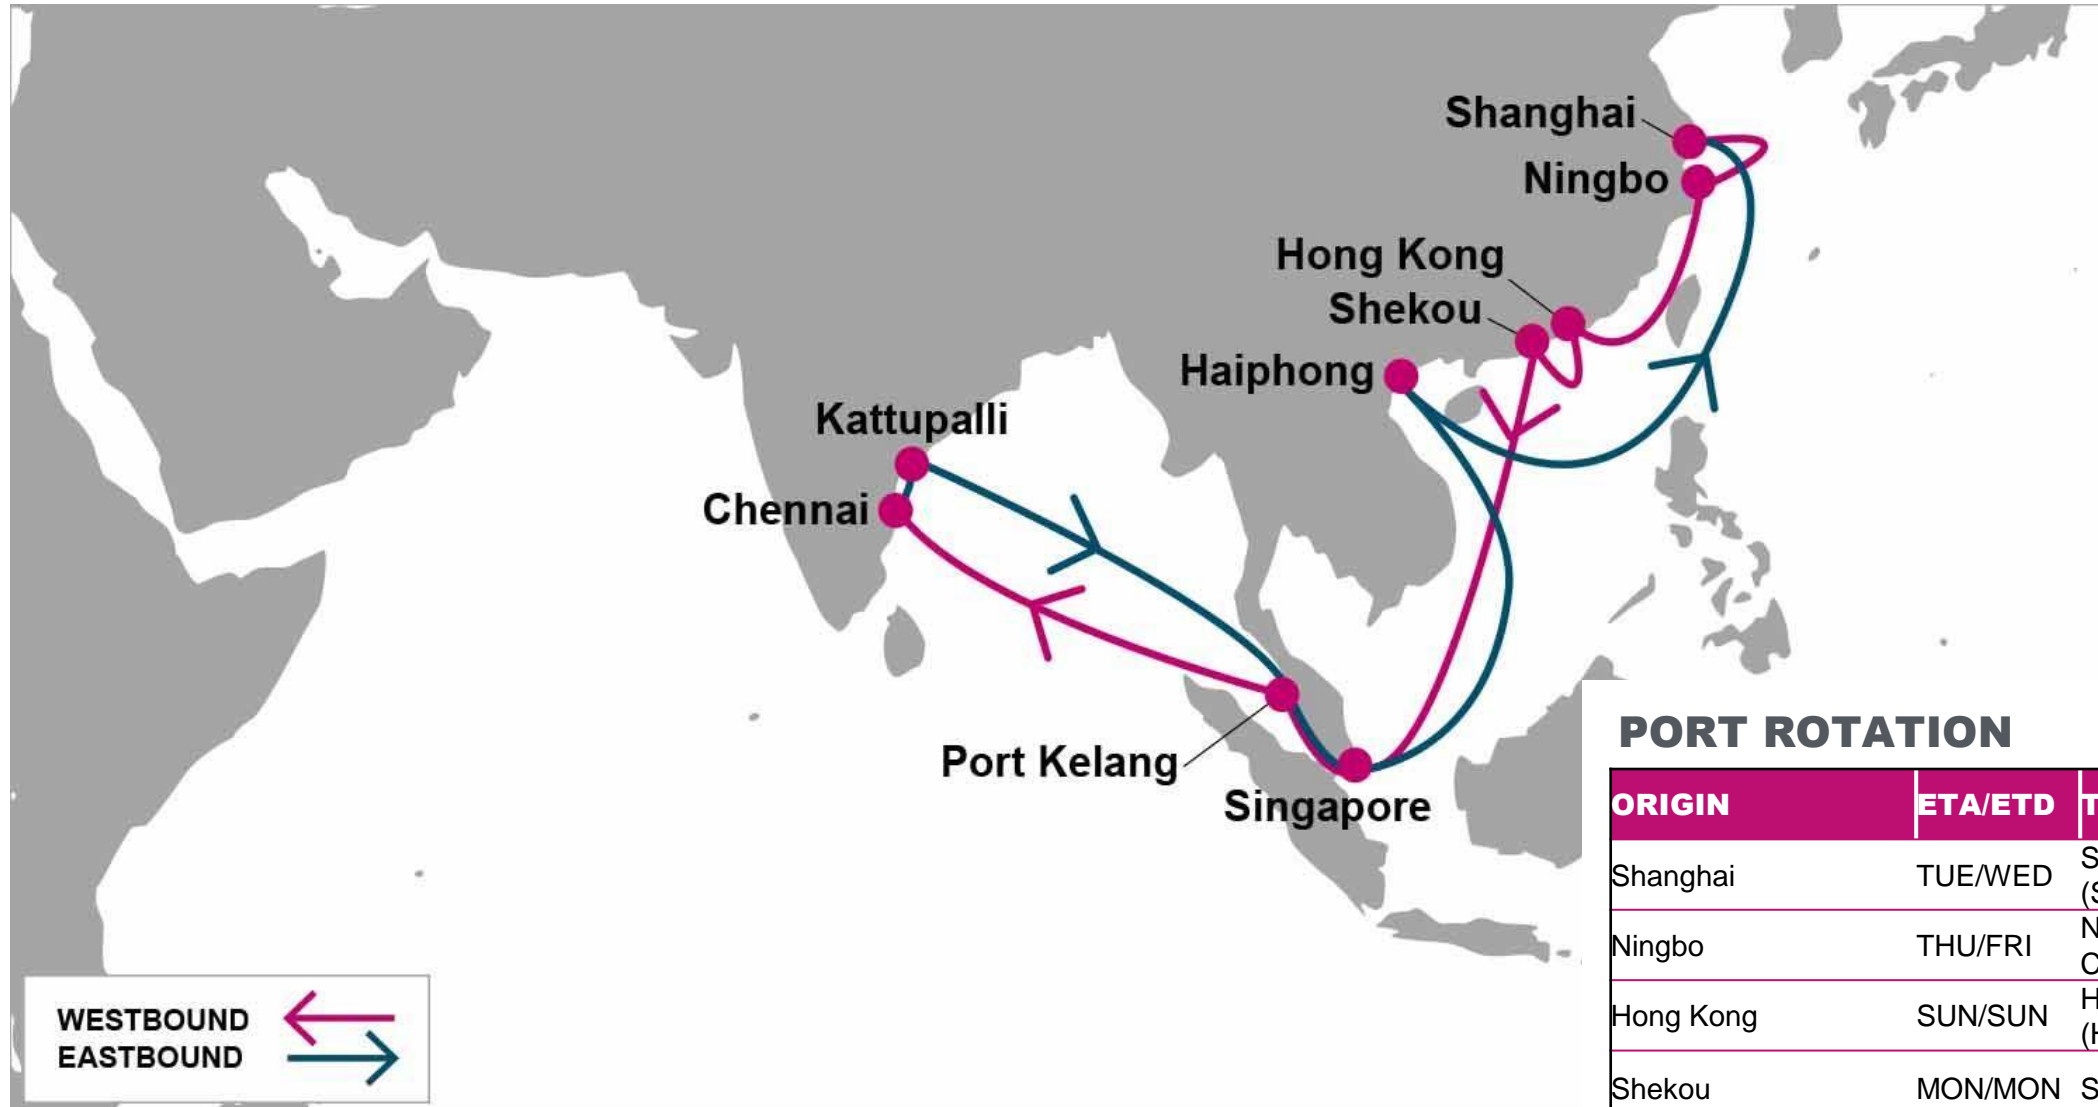 Shanghai
Ningbo
Hong Kong
Shekou
Haiphong
Kattupalli
Chennai
Port Kelang
Singapore
WESTBOUND
EASTBOUND
PORT ROTATION
ORIGIN ETA/ETD
Shanghai TUE/WED
Ningbo THU/FRI
Hong Kong SUN/SUN
Shekou MON/MON